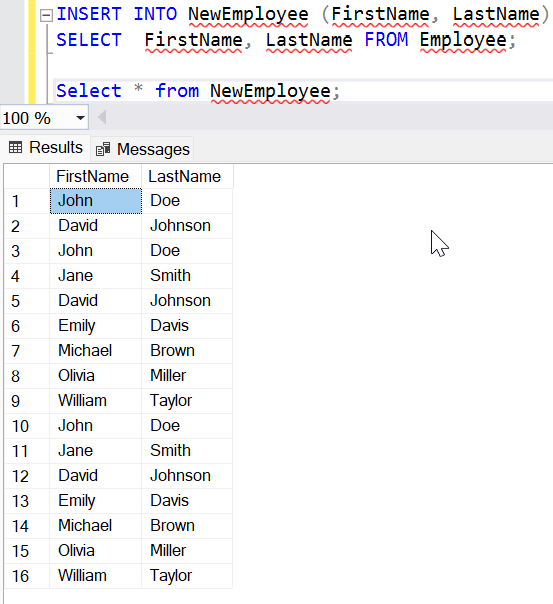 INSERT INTO NewEmployee (FirstName, LastName)
SELECT  FirstName, LastName FROM Employee;
Select * from NewEmployee;
100 %
Results Messages
FirstName LastName
1 John Doe
2 David Johnson
3 John Doe
4 Jane Smith
5 David Johnson
6 Emily Davis
7 Michael Brown
8 Olivia Miller
9 William Taylor
10 John Doe
11 Jane Smith
12 David Johnson
13 Emily Davis
14 Michael Brown
15 Olivia Miller
16 William Taylor